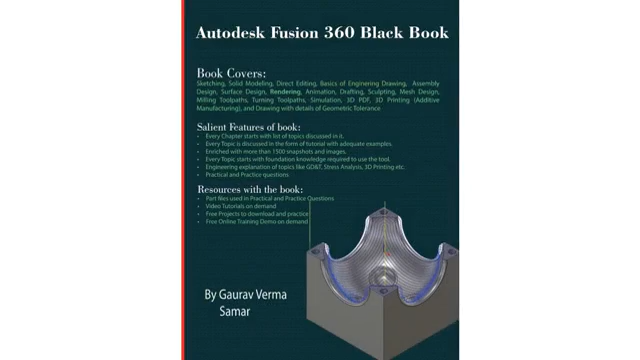 Autodesk Fusion 360 Black Book
Book Covers:
Sketching, Solid Modeling, Direct Editing, Basics of Enginering Drawing, Assembly
Design, Surface Design, Rendering, Animation, Drafting, Sculpting, Mesh Design,
Milling Toolpaths, Turning Toolpaths, Simulation, 3D PDF, 3D Printing (Additive
Manufacturing), and Drawing with details of Geometric Tolerance
Salient Features of book:
• Every Chapter starts with list of topics discussed in it.
• Every Topic is discussed in the form of tutorial with adequate examples.
• Enriched with more than 1500 snapshots and images.
• Every Topic starts with foundation knowledge required to use the tool.
• Engineering explanation of topics like GD&T, Stress Analysis, 3D Printing etc.
• Practical and Practice questions
Resources with the book:
• Part files used in Practical and Practice Questions
• Video Tutorials on demand
• Free Projects to download and practice
• Free Online Training Demo on demand
By Gaurav Verma
Samar